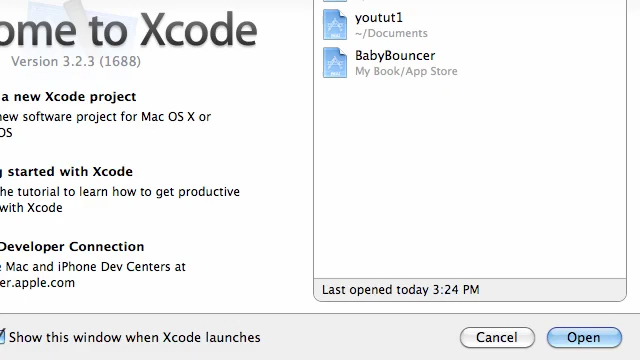 ome to Xcode
Version 3.2.3 (1688)
a new Xcode project
new software project for Mac OS X or
OS
g started with Xcode
he tutorial to learn how to get productive
with Xcode
Developer Connection
e Mac and iPhone Dev Centers at
er.apple.com
youtut1
~/Documents
BabyBouncer
My Book/App Store
Last opened today 3:24 PM
Show this window when Xcode launches
Cancel
Open